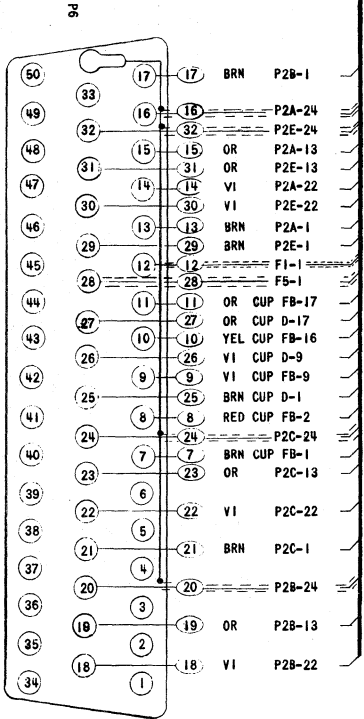 P6
50 17 17 BRN P2B-1
33
49 16 16 P2A-24
32 32 P2E-24
48 15 15 OR P2A-13
31 31 OR P2E-13
47 14 14 VI P2A-22
30 30 VI P2E-22
46 13 13 BRN P2A-1
29 29 BRN P2E-1
45 12 12 F1-1
28 28 F5-1
44 11 11 OR CUP FB-17
27 27 OR CUP D-17
43 10 10 YEL CUP FB-16
26 26 VI CUP D-9
42 9 9 VI CUP FB-9
25 25 BRN CUP D-1
41 8 8 RED CUP FB-2
24 24 P2C-24
40 7 7 BRN CUP FB-1
23 23 OR P2C-13
39 6
22 22 VI P2C-22
38 5
21 21 BRN P2C-1
37 4
20 20 P2B-24
36 3
19 19 OR P2B-13
35 2
18 18 VI P2B-22
34 1